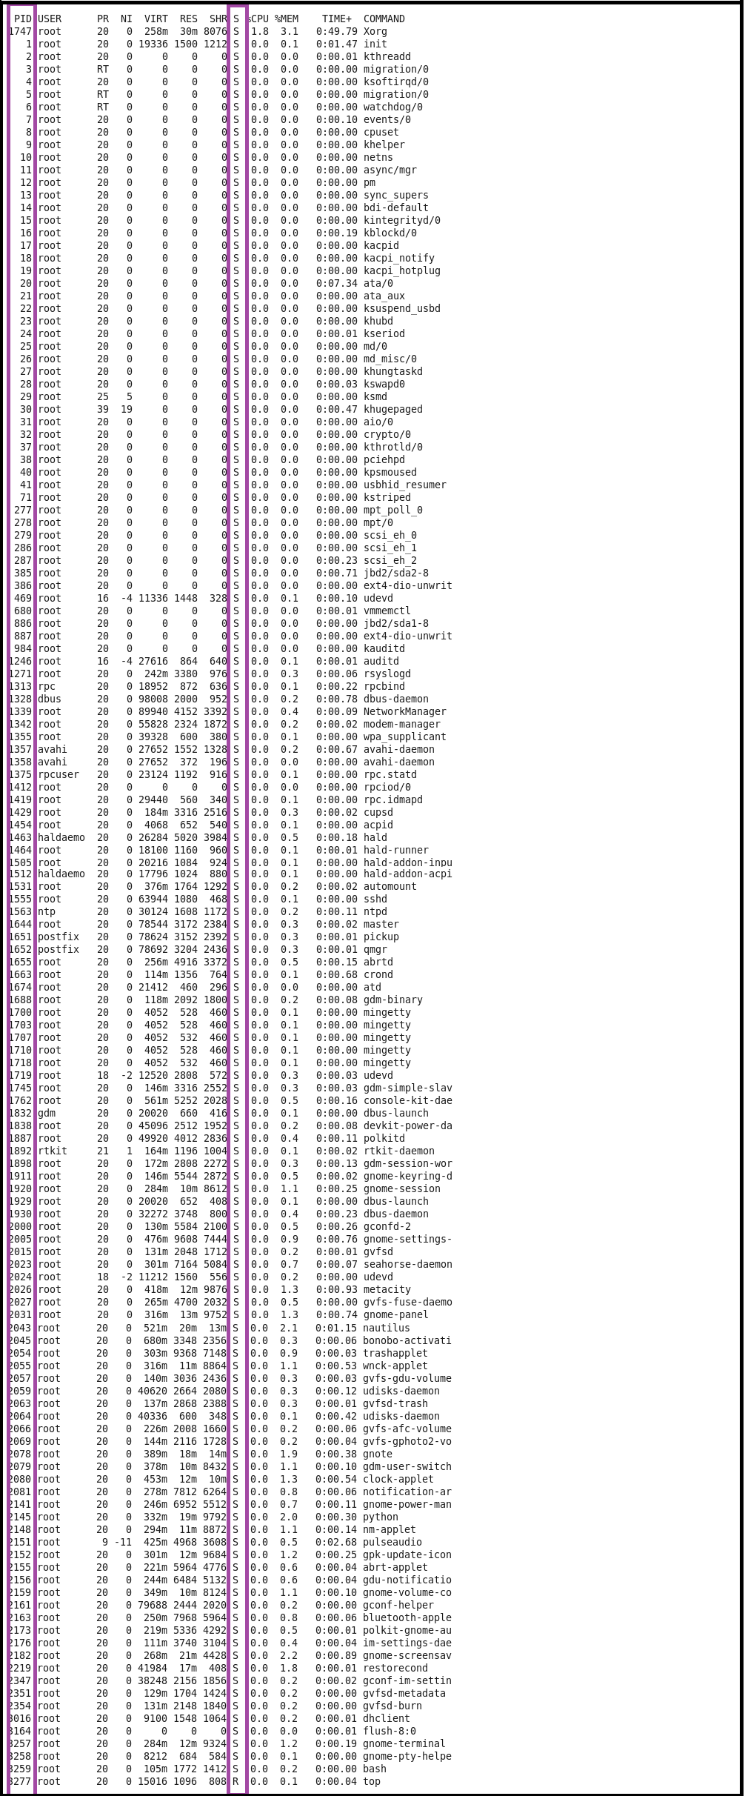 PID USER PR NI VIRT RES SHR S %CPU %MEM TIME+ COMMAND
1747 root 20 0 258m 30m 8076 S 1.8 3.1 0:49.79 Xorg
1 root 20 0 19336 1500 1212 S 0.0 0.1 0:01.47 init
2 root 20 0 0 0 0 S 0.0 0.0 0:00.01 kthreadd
3 root RT 0 0 0 0 S 0.0 0.0 0:00.00 migration/0
4 root 20 0 0 0 0 S 0.0 0.0 0:00.00 ksoftirqd/0
5 root RT 0 0 0 0 S 0.0 0.0 0:00.00 migration/0
6 root RT 0 0 0 0 S 0.0 0.0 0:00.00 watchdog/0
7 root 20 0 0 0 0 S 0.0 0.0 0:00.10 events/0
8 root 20 0 0 0 0 S 0.0 0.0 0:00.00 cpuset
9 root 20 0 0 0 0 S 0.0 0.0 0:00.00 khelper
10 root 20 0 0 0 0 S 0.0 0.0 0:00.00 netns
11 root 20 0 0 0 0 S 0.0 0.0 0:00.00 async/mgr
12 root 20 0 0 0 0 S 0.0 0.0 0:00.00 pm
13 root 20 0 0 0 0 S 0.0 0.0 0:00.00 sync_supers
14 root 20 0 0 0 0 S 0.0 0.0 0:00.00 bdi-default
15 root 20 0 0 0 0 S 0.0 0.0 0:00.00 kintegrityd/0
16 root 20 0 0 0 0 S 0.0 0.0 0:00.19 kblockd/0
17 root 20 0 0 0 0 S 0.0 0.0 0:00.00 kacpid
18 root 20 0 0 0 0 S 0.0 0.0 0:00.00 kacpi_notify
19 root 20 0 0 0 0 S 0.0 0.0 0:00.00 kacpi_hotplug
20 root 20 0 0 0 0 S 0.0 0.0 0:07.34 ata/0
21 root 20 0 0 0 0 S 0.0 0.0 0:00.00 ata_aux
22 root 20 0 0 0 0 S 0.0 0.0 0:00.00 ksuspend_usbd
23 root 20 0 0 0 0 S 0.0 0.0 0:00.00 khubd
24 root 20 0 0 0 0 S 0.0 0.0 0:00.01 kseriod
25 root 20 0 0 0 0 S 0.0 0.0 0:00.00 md/0
26 root 20 0 0 0 0 S 0.0 0.0 0:00.00 md_misc/0
27 root 20 0 0 0 0 S 0.0 0.0 0:00.00 khungtaskd
28 root 20 0 0 0 0 S 0.0 0.0 0:00.03 kswapd0
29 root 25 5 0 0 0 S 0.0 0.0 0:00.00 ksmd
30 root 39 19 0 0 0 S 0.0 0.0 0:00.47 khugepaged
31 root 20 0 0 0 0 S 0.0 0.0 0:00.00 aio/0
32 root 20 0 0 0 0 S 0.0 0.0 0:00.00 crypto/0
37 root 20 0 0 0 0 S 0.0 0.0 0:00.00 kthrotld/0
38 root 20 0 0 0 0 S 0.0 0.0 0:00.00 pciehpd
40 root 20 0 0 0 0 S 0.0 0.0 0:00.00 kpsmoused
41 root 20 0 0 0 0 S 0.0 0.0 0:00.00 usbhid_resumer
71 root 20 0 0 0 0 S 0.0 0.0 0:00.00 kstriped
277 root 20 0 0 0 0 S 0.0 0.0 0:00.00 mpt_poll_0
278 root 20 0 0 0 0 S 0.0 0.0 0:00.00 mpt/0
279 root 20 0 0 0 0 S 0.0 0.0 0:00.00 scsi_eh_0
286 root 20 0 0 0 0 S 0.0 0.0 0:00.00 scsi_eh_1
287 root 20 0 0 0 0 S 0.0 0.0 0:00.23 scsi_eh_2
385 root 20 0 0 0 0 S 0.0 0.0 0:00.71 jbd2/sda2-8
386 root 20 0 0 0 0 S 0.0 0.0 0:00.00 ext4-dio-unwrit
469 root 16 -4 11336 1448 328 S 0.0 0.1 0:00.10 udevd
680 root 20 0 0 0 0 S 0.0 0.0 0:00.01 vmmemctl
886 root 20 0 0 0 0 S 0.0 0.0 0:00.00 jbd2/sda1-8
887 root 20 0 0 0 0 S 0.0 0.0 0:00.00 ext4-dio-unwrit
984 root 20 0 0 0 0 S 0.0 0.0 0:00.00 kauditd
1246 root 16 -4 27616 864 640 S 0.0 0.1 0:00.01 auditd
1271 root 20 0 242m 3380 976 S 0.0 0.3 0:00.06 rsyslogd
1313 rpc 20 0 18952 872 636 S 0.0 0.1 0:00.22 rpcbind
1328 dbus 20 0 98008 2000 952 S 0.0 0.2 0:00.78 dbus-daemon
1339 root 20 0 89940 4152 3392 S 0.0 0.4 0:00.09 NetworkManager
1342 root 20 0 55828 2324 1872 S 0.0 0.2 0:00.02 modem-manager
1355 root 20 0 39328 600 380 S 0.0 0.1 0:00.00 wpa_supplicant
1357 avahi 20 0 27652 1552 1328 S 0.0 0.2 0:00.67 avahi-daemon
1358 avahi 20 0 27652 372 196 S 0.0 0.0 0:00.00 avahi-daemon
1375 rpcuser 20 0 23124 1192 916 S 0.0 0.1 0:00.00 rpc.statd
1412 root 20 0 0 0 0 S 0.0 0.0 0:00.00 rpciod/0
1419 root 20 0 29440 560 340 S 0.0 0.1 0:00.00 rpc.idmapd
1429 root 20 0 184m 3316 2516 S 0.0 0.3 0:00.02 cupsd
1454 root 20 0 4068 652 540 S 0.0 0.1 0:00.00 acpid
1463 haldaemo 20 0 26284 5020 3984 S 0.0 0.5 0:00.18 hald
1464 root 20 0 18100 1160 960 S 0.0 0.1 0:00.01 hald-runner
1505 root 20 0 20216 1084 924 S 0.0 0.1 0:00.00 hald-addon-inpu
1512 haldaemo 20 0 17796 1024 880 S 0.0 0.1 0:00.00 hald-addon-acpi
1531 root 20 0 376m 1764 1292 S 0.0 0.2 0:00.02 automount
1555 root 20 0 63944 1080 468 S 0.0 0.1 0:00.00 sshd
1563 ntp 20 0 30124 1608 1172 S 0.0 0.2 0:00.11 ntpd
1644 root 20 0 78544 3172 2384 S 0.0 0.3 0:00.02 master
1651 postfix 20 0 78624 3152 2392 S 0.0 0.3 0:00.01 pickup
1652 postfix 20 0 78692 3204 2436 S 0.0 0.3 0:00.01 qmgr
1655 root 20 0 256m 4916 3372 S 0.0 0.5 0:00.15 abrtd
1663 root 20 0 114m 1356 764 S 0.0 0.1 0:00.68 crond
1674 root 20 0 21412 460 296 S 0.0 0.0 0:00.00 atd
1688 root 20 0 118m 2092 1800 S 0.0 0.2 0:00.08 gdm-binary
1700 root 20 0 4052 528 460 S 0.0 0.1 0:00.00 mingetty
1703 root 20 0 4052 528 460 S 0.0 0.1 0:00.00 mingetty
1707 root 20 0 4052 532 460 S 0.0 0.1 0:00.00 mingetty
1710 root 20 0 4052 528 460 S 0.0 0.1 0:00.00 mingetty
1718 root 20 0 4052 532 460 S 0.0 0.1 0:00.00 mingetty
1719 root 18 -2 12520 2808 572 S 0.0 0.3 0:00.03 udevd
1745 root 20 0 146m 3316 2552 S 0.0 0.3 0:00.03 gdm-simple-slav
1762 root 20 0 561m 5252 2028 S 0.0 0.5 0:00.16 console-kit-dae
1832 gdm 20 0 20020 660 416 S 0.0 0.1 0:00.00 dbus-launch
1838 root 20 0 45096 2512 1952 S 0.0 0.2 0:00.08 devkit-power-da
1887 root 20 0 49920 4012 2836 S 0.0 0.4 0:00.11 polkitd
1892 rtkit 21 1 164m 1196 1004 S 0.0 0.1 0:00.02 rtkit-daemon
1898 root 20 0 172m 2808 2272 S 0.0 0.3 0:00.13 gdm-session-wor
1911 root 20 0 146m 5544 2872 S 0.0 0.5 0:00.02 gnome-keyring-d
1920 root 20 0 284m 10m 8612 S 0.0 1.1 0:00.25 gnome-session
1929 root 20 0 20020 652 408 S 0.0 0.1 0:00.00 dbus-launch
1930 root 20 0 32272 3748 800 S 0.0 0.4 0:00.23 dbus-daemon
2000 root 20 0 130m 5584 2100 S 0.0 0.5 0:00.26 gconfd-2
2005 root 20 0 476m 9608 7444 S 0.0 0.9 0:00.76 gnome-settings-
2015 root 20 0 131m 2048 1712 S 0.0 0.2 0:00.01 gvfsd
2023 root 20 0 301m 7164 5084 S 0.0 0.7 0:00.07 seahorse-daemon
2024 root 18 -2 11212 1560 556 S 0.0 0.2 0:00.00 udevd
2026 root 20 0 418m 12m 9876 S 0.0 1.3 0:00.93 metacity
2027 root 20 0 265m 4700 2032 S 0.0 0.5 0:00.00 gvfs-fuse-daemo
2031 root 20 0 316m 13m 9752 S 0.0 1.3 0:00.74 gnome-panel
2043 root 20 0 521m 20m 13m S 0.0 2.1 0:01.15 nautilus
2045 root 20 0 680m 3348 2356 S 0.0 0.3 0:00.06 bonobo-activati
2054 root 20 0 303m 9368 7148 S 0.0 0.9 0:00.03 trashapplet
2055 root 20 0 316m 11m 8864 S 0.0 1.1 0:00.53 wnck-applet
2057 root 20 0 140m 3036 2436 S 0.0 0.3 0:00.03 gvfs-gdu-volume
2059 root 20 0 40620 2664 2080 S 0.0 0.3 0:00.12 udisks-daemon
2063 root 20 0 137m 2868 2388 S 0.0 0.3 0:00.01 gvfsd-trash
2064 root 20 0 40336 600 348 S 0.0 0.1 0:00.42 udisks-daemon
2066 root 20 0 226m 2008 1660 S 0.0 0.2 0:00.06 gvfs-afc-volume
2069 root 20 0 144m 2116 1728 S 0.0 0.2 0:00.04 gvfs-gphoto2-vo
2078 root 20 0 389m 18m 14m S 0.0 1.9 0:00.38 gnote
2079 root 20 0 378m 10m 8432 S 0.0 1.1 0:00.10 gdm-user-switch
2080 root 20 0 453m 12m 10m S 0.0 1.3 0:00.54 clock-applet
2081 root 20 0 278m 7812 6264 S 0.0 0.8 0:00.06 notification-ar
2141 root 20 0 246m 6952 5512 S 0.0 0.7 0:00.11 gnome-power-man
2145 root 20 0 332m 19m 9792 S 0.0 2.0 0:00.30 python
2148 root 20 0 294m 11m 8872 S 0.0 1.1 0:00.14 nm-applet
2151 root 9 -11 425m 4968 3608 S 0.0 0.5 0:02.68 pulseaudio
2152 root 20 0 301m 12m 9684 S 0.0 1.2 0:00.25 gpk-update-icon
2155 root 20 0 221m 5964 4776 S 0.0 0.6 0:00.04 abrt-applet
2156 root 20 0 244m 6484 5132 S 0.0 0.6 0:00.04 gdu-notificatio
2159 root 20 0 349m 10m 8124 S 0.0 1.1 0:00.10 gnome-volume-co
2161 root 20 0 79688 2444 2020 S 0.0 0.2 0:00.00 gconf-helper
2163 root 20 0 250m 7968 5964 S 0.0 0.8 0:00.06 bluetooth-apple
2173 root 20 0 219m 5336 4292 S 0.0 0.5 0:00.01 polkit-gnome-au
2176 root 20 0 111m 3740 3104 S 0.0 0.4 0:00.04 im-settings-dae
2182 root 20 0 268m 21m 4428 S 0.0 2.2 0:00.89 gnome-screensav
2219 root 20 0 41984 17m 408 S 0.0 1.8 0:00.01 restorecond
2347 root 20 0 38248 2156 1856 S 0.0 0.2 0:00.02 gconf-im-settin
2351 root 20 0 129m 1704 1424 S 0.0 0.2 0:00.00 gvfsd-metadata
2354 root 20 0 131m 2148 1840 S 0.0 0.2 0:00.00 gvfsd-burn
3016 root 20 0 9100 1548 1064 S 0.0 0.2 0:00.01 dhclient
3164 root 20 0 0 0 0 S 0.0 0.0 0:00.01 flush-8:0
3257 root 20 0 284m 12m 9324 S 0.0 1.2 0:00.19 gnome-terminal
3258 root 20 0 8212 684 584 S 0.0 0.1 0:00.00 gnome-pty-helpe
3259 root 20 0 105m 1772 1412 S 0.0 0.2 0:00.00 bash
3277 root 20 0 15016 1096 808 R 0.0 0.1 0:00.04 top